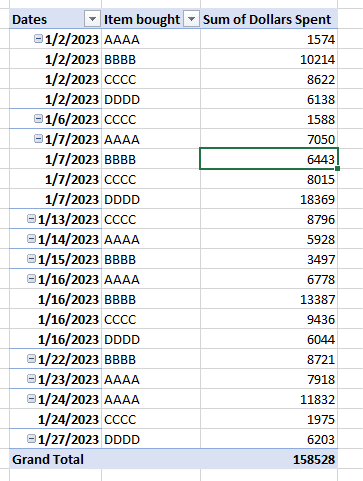 Dates Item bought Sum of Dollars Spent
1/2/2023 AAAA 1574
1/2/2023 BBBB 10214
1/2/2023 CCCC 8622
1/2/2023 DDDD 6138
1/6/2023 CCCC 1588
1/7/2023 AAAA 7050
1/7/2023 BBBB 6443
1/7/2023 CCCC 8015
1/7/2023 DDDD 18369
1/13/2023 CCCC 8796
1/14/2023 AAAA 5928
1/15/2023 BBBB 3497
1/16/2023 AAAA 6778
1/16/2023 BBBB 13387
1/16/2023 CCCC 9436
1/16/2023 DDDD 6044
1/22/2023 BBBB 8721
1/23/2023 AAAA 7918
1/24/2023 AAAA 11832
1/24/2023 CCCC 1975
1/27/2023 DDDD 6203
Grand Total 158528